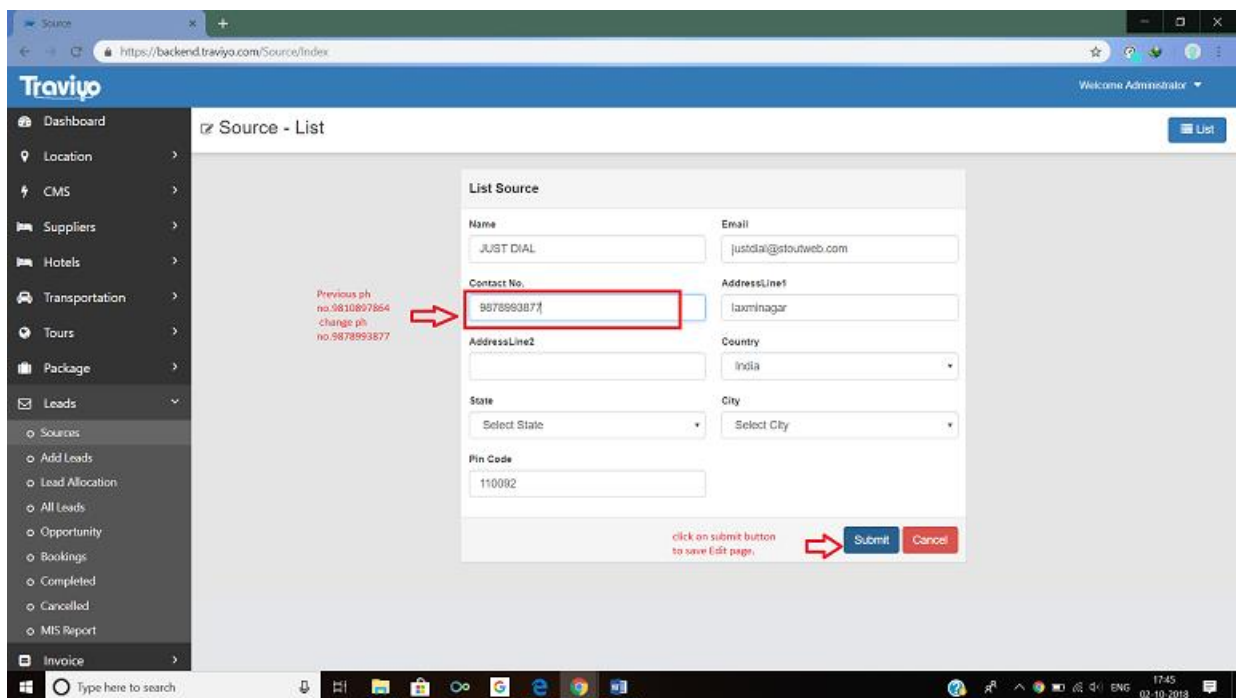 Source
https://backend.traviyo.com/Source/Index
Traviyo
Welcome Administrator
Dashboard
Source - List
List
Location
CMS
Suppliers
Hotels
Transportation
Tours
Package
Leads
Sources
Add Leads
Lead Allocation
All Leads
Opportunity
Bookings
Completed
Cancelled
MIS Report
Invoice
List Source
Name
Email
JUST DIAL
justdial@stoutweb.com
Contact No.
AddressLine1
9878993877
laxminagar
Previous ph
no.9810897864
change ph
no.9878993877
AddressLine2
Country
India
State
City
Select State
Select City
Pin Code
110092
click on submit button
to save Edit page.
Submit
Cancel
Type here to search
ENG
17:45
02-10-2018